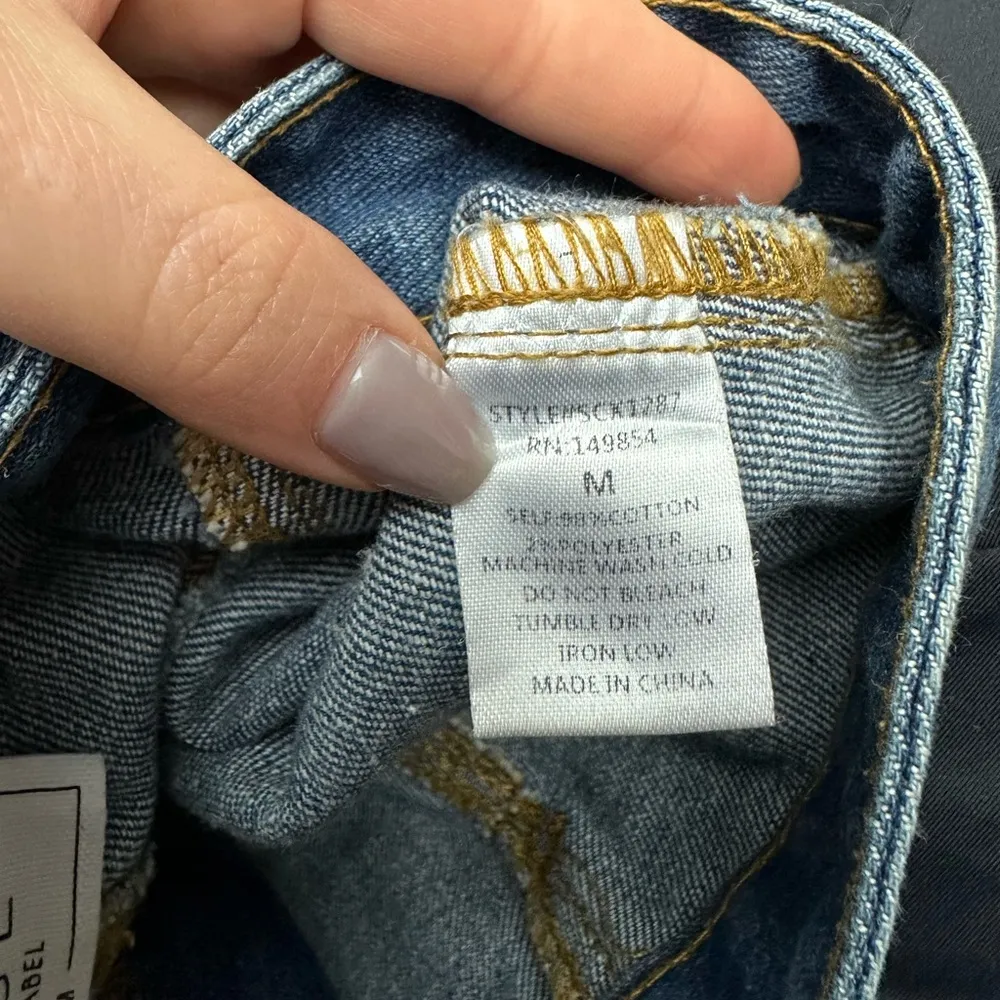 STYLE#SCK1287
RN:149854
M
SELF:98%COTTON
2%POLYESTER
MACHINE WASH COLD
DO NOT BLEACH
TUMBLE DRY LOW
IRON LOW
MADE IN CHINA